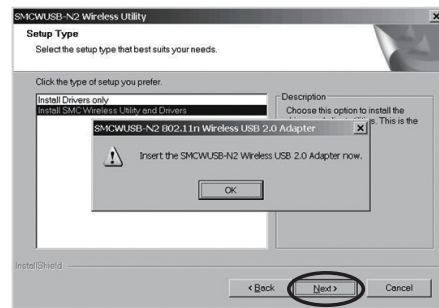 SMCWUSB-N2 Wireless Utility
Setup Type
Select the setup type that best suits your needs.
Click the type of setup you prefer.
Install Drivers only
Install SMC Wireless Utility and Drivers
Description
Choose this option to install the
s. This is the
SMCWUSB-N2 802.11n Wireless USB 2.0 Adapter
Insert the SMCWUSB-N2 Wireless USB 2.0 Adapter now.
OK
InstallShield
< Back
Next >
Cancel